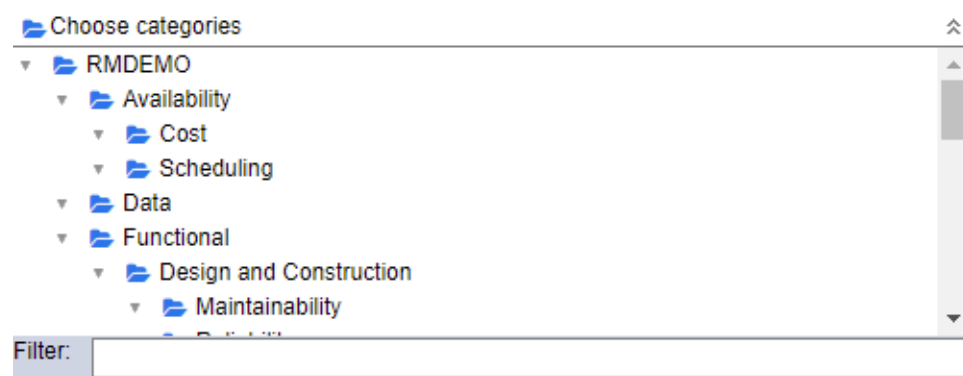 Choose categories
RMDEMO
Availability
Cost
Scheduling
Data
Functional
Design and Construction
Maintainability
Filter: